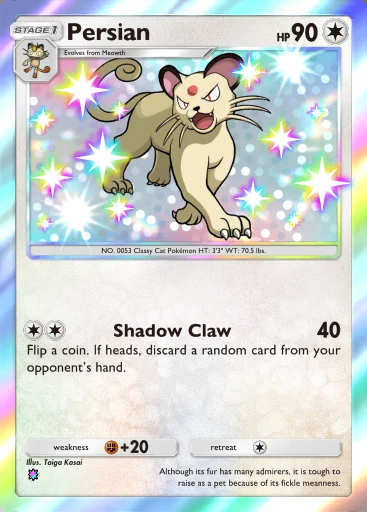 STAGE 1
Persian
HP 90
Evolves from Meowth
NO. 0053 Classy Cat Pokémon HT: 3'3" WT: 70.5 lbs.
Shadow Claw 40
Flip a coin. If heads, discard a random card from your
opponent's hand.
weakness +20
retreat
Illus. Taiga Kasai
Although its fur has many admirers, it is tough to
raise as a pet because of its fickle meanness.